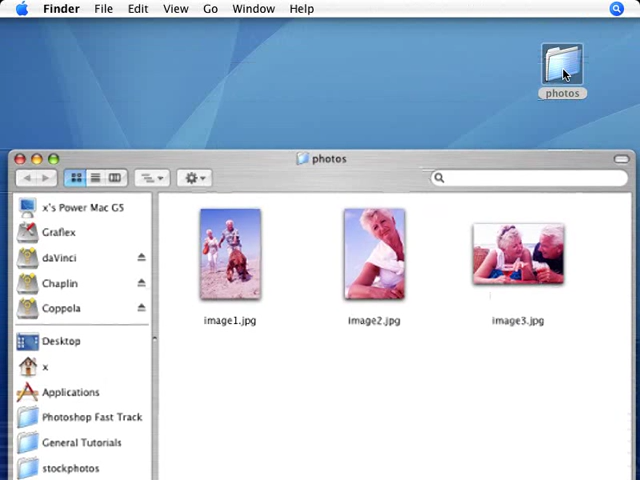 Finder File Edit View Go Window Help
photos
photos
x's Power Mac G5
Graflex
daVinci
Chaplin
Coppola
Desktop
x
Applications
Photoshop Fast Track
General Tutorials
stockphotos
image1.jpg image2.jpg image3.jpg